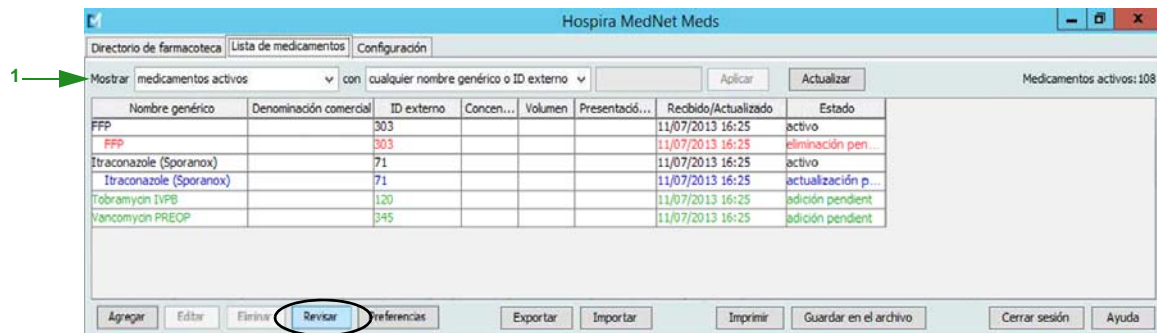 Hospira MedNet Meds
Directorio de farmacoteca Lista de medicamentos Configuración
1 Mostrar medicamentos activos con cualquier nombre genérico o ID externo Aplicar Actualizar Medicamentos activos: 108
Nombre genérico Denominación comercial ID externo Concen... Volumen Presentació... Recibido/Actualizado Estado
FFP 303 11/07/2013 16:25 activo
FFP 303 11/07/2013 16:25 eliminación pen...
Itraconazole (Sporanox) 71 11/07/2013 16:25 activo
Itraconazole (Sporanox) 71 11/07/2013 16:25 actualización p...
Tobramycin IVPB 120 11/07/2013 16:25 adición pendient
Vancomycin PREOP 345 11/07/2013 16:25 adición pendient
Agregar Editar Eliminar Revisar Preferencias Exportar Importar Imprimir Guardar en el archivo Cerrar sesión Ayuda